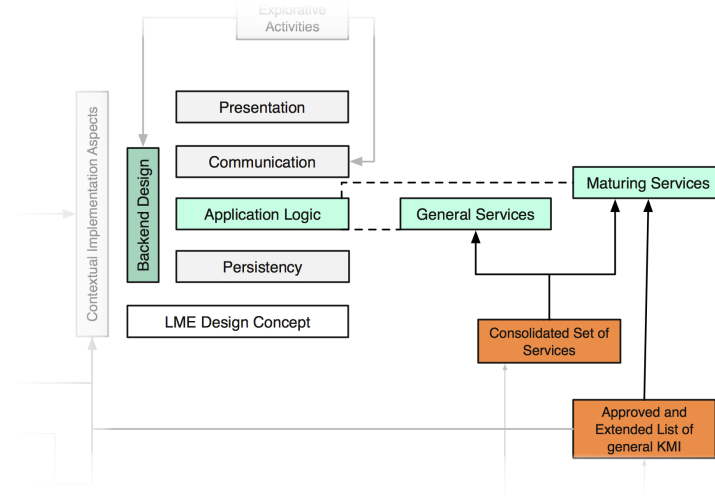 Explorative
Activities
Presentation
Contextual Implementation Aspects
Backend Design
Communication
Maturing Services
Application Logic
General Services
Persistency
LME Design Concept
Consolidated Set of
Services
Approved and
Extended List of
general KMI